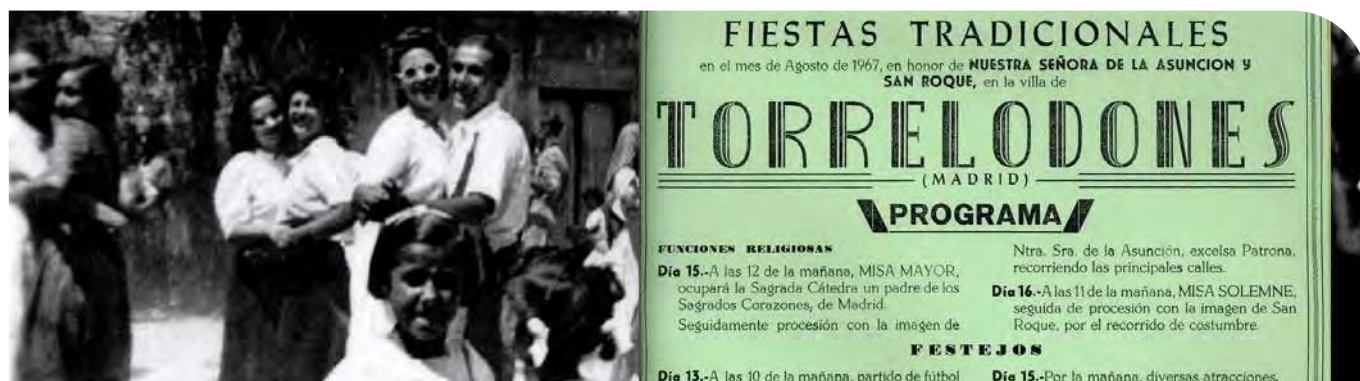 FIESTAS TRADICIONALES
en el mes de Agosto de 1967, en honor de NUESTRA SEÑORA DE LA ASUNCION Y
SAN ROQUE, en la villa de
TORRELODONES
(MADRID)
PROGRAMA
FUNCIONES RELIGIOSAS
Día 15.-A las 12 de la mañana, MISA MAYOR,
ocupará la Sagrada Cátedra un padre de los
Sagrados Corazones, de Madrid.
Seguidamente procesión con la imagen de
Ntra. Sra. de la Asunción, excelsa Patrona,
recorriendo las principales calles.
Día 16.-A las 11 de la mañana, MISA SOLEMNE,
seguida de procesión con la imagen de San
Roque, por el recorrido de costumbre.
FESTEJOS
Día 13.-A las 10 de la mañana, partido de fútbol
Día 15.-Por la mañana, diversas atracciones.